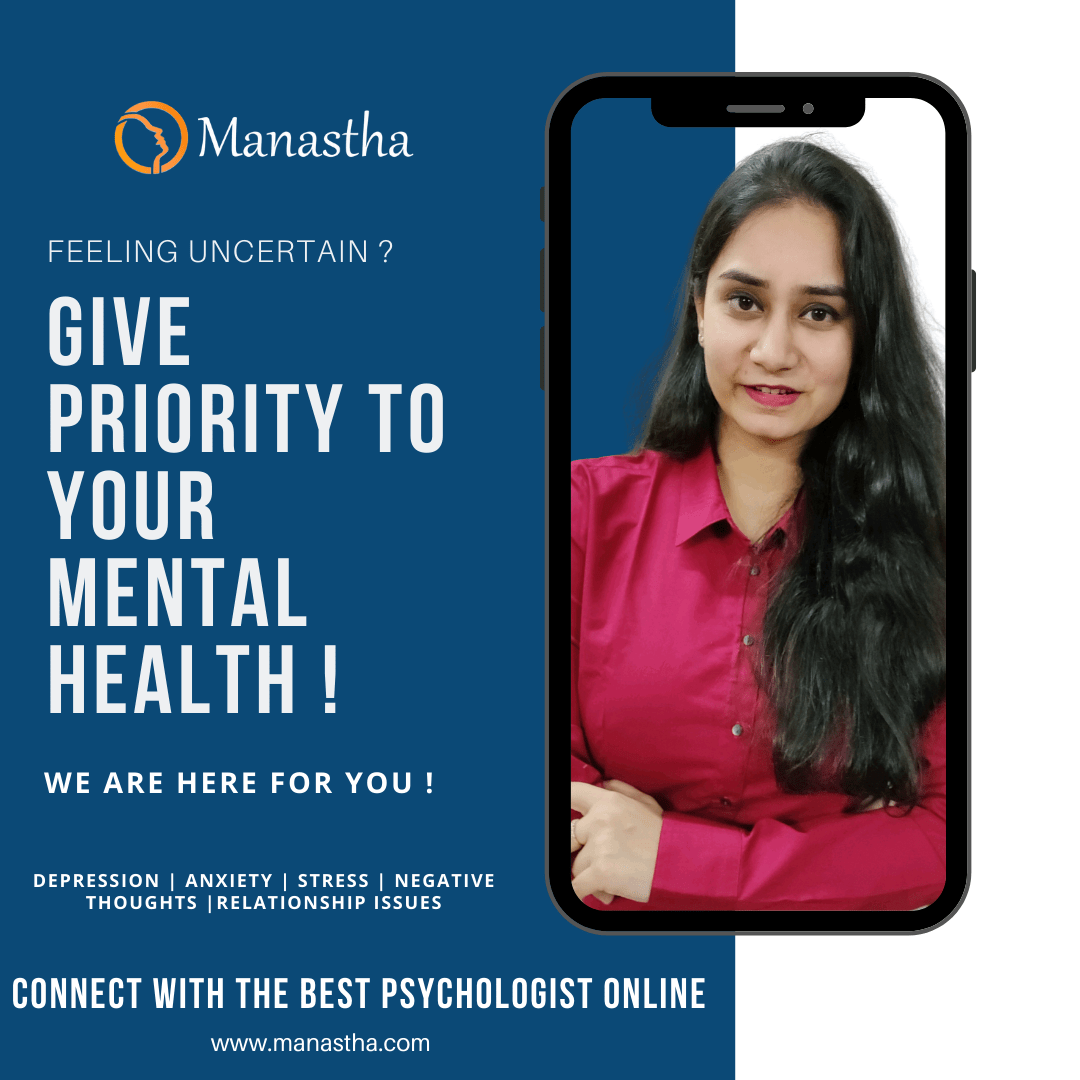 Manastha
FEELING UNCERTAIN ?
GIVE
PRIORITY TO
YOUR
MENTAL
HEALTH !
WE ARE HERE FOR YOU !
DEPRESSION | ANXIETY | STRESS | NEGATIVE
THOUGHTS |RELATIONSHIP ISSUES
CONNECT WITH THE BEST PSYCHOLOGIST ONLINE
www.manastha.com